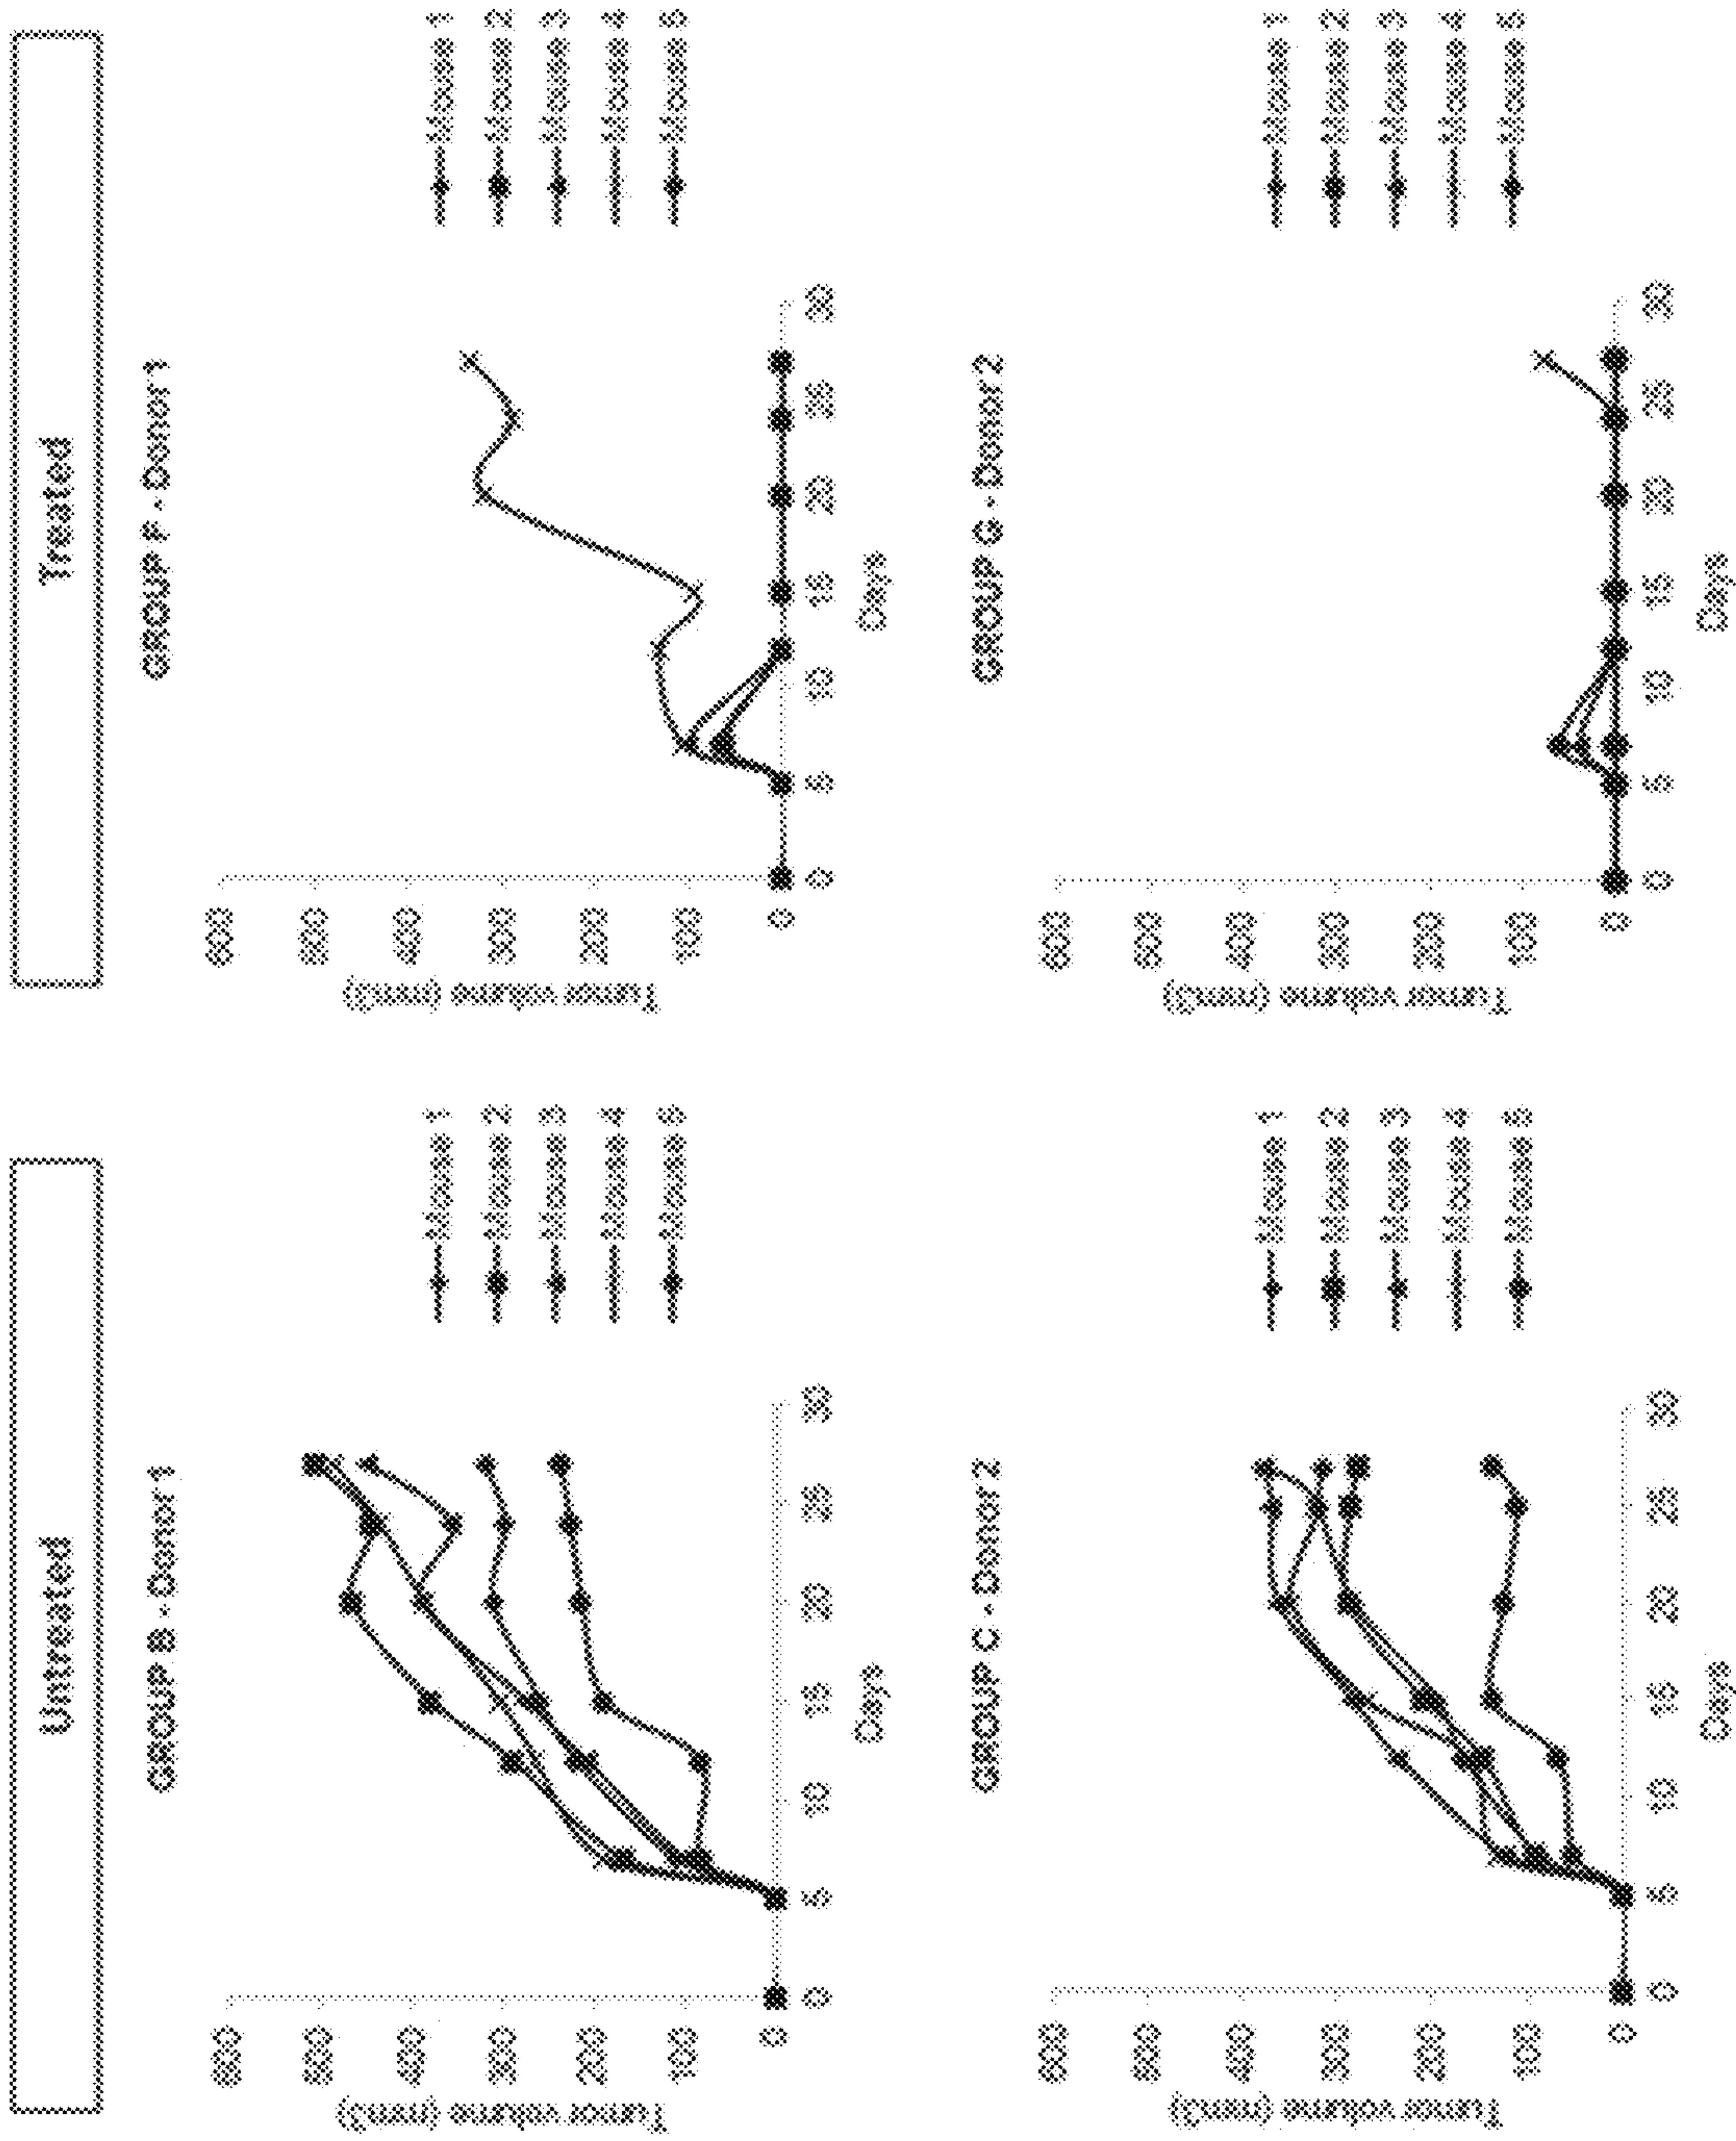 Untreated
GROUP B - Donor 1
Tumor volume (mm3)
600
500
400
300
200
100
0
0 5 10 15 20 25 30
Days
Mouse 1
Mouse 2
Mouse 3
Mouse 4
Mouse 5
GROUP C - Donor 2
Tumor volume (mm3)
600
500
400
300
200
100
0
0 5 10 15 20 25 30
Days
Mouse 1
Mouse 2
Mouse 3
Mouse 4
Mouse 5
Treated
GROUP F - Donor 1
Tumor volume (mm3)
600
500
400
300
200
100
0
0 5 10 15 20 25 30
Days
Mouse 1
Mouse 2
Mouse 3
Mouse 4
Mouse 5
GROUP G - Donor 2
Tumor volume (mm3)
600
500
400
300
200
100
0
0 5 10 15 20 25 30
Days
Mouse 1
Mouse 2
Mouse 3
Mouse 4
Mouse 5